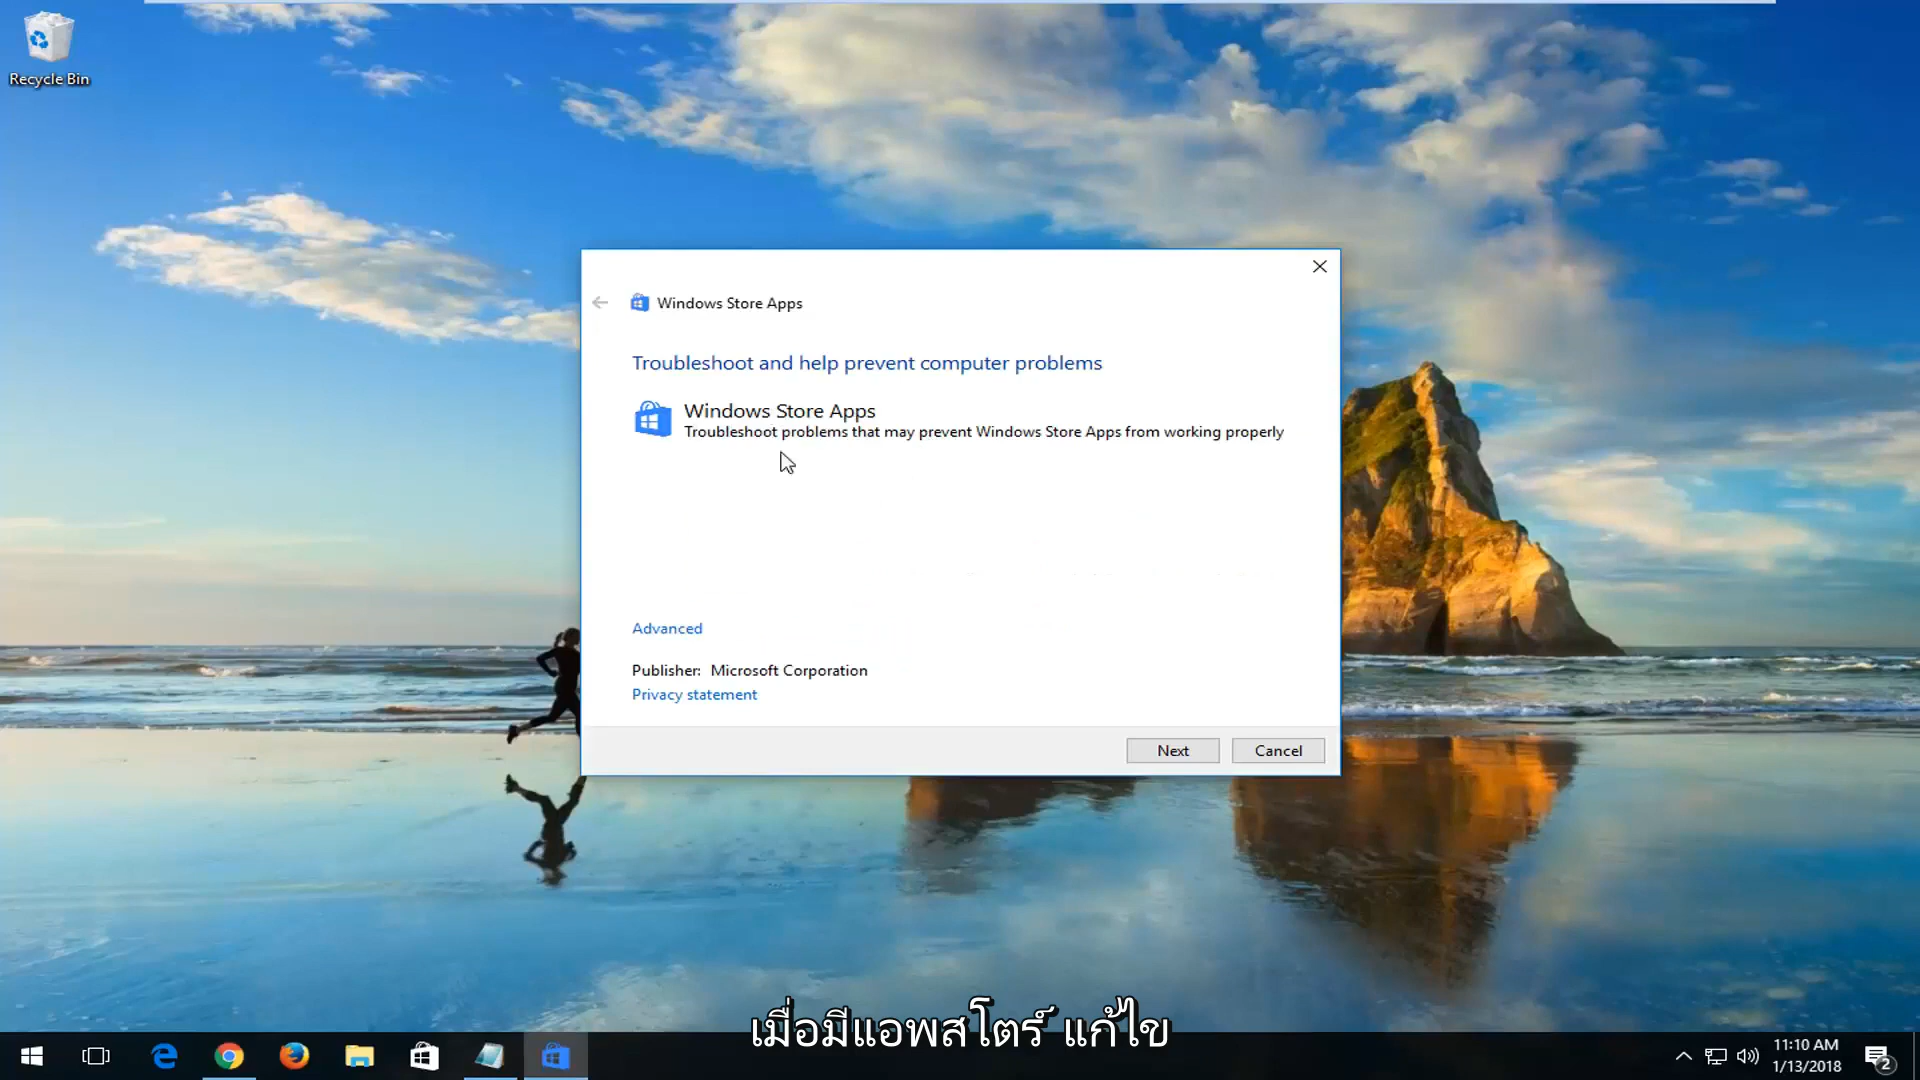 Recycle Bin
Windows Store Apps
Troubleshoot and help prevent computer problems
Windows Store Apps
Troubleshoot problems that may prevent Windows Store Apps from working properly
Advanced
Publisher: Microsoft Corporation
Privacy statement
Next
Cancel
เมื่อมีแอพสโตร์ แก้ไข
11:10 AM
1/13/2018
2